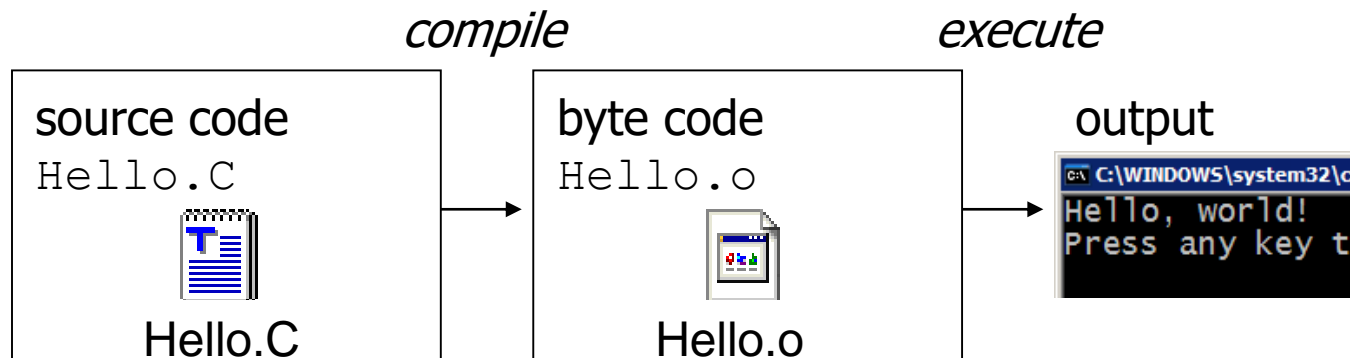 compile execute
source code
Hello.C
Hello.C
byte code
Hello.o
Hello.o
output
C:\WINDOWS\system32\c
Hello, world!
Press any key t